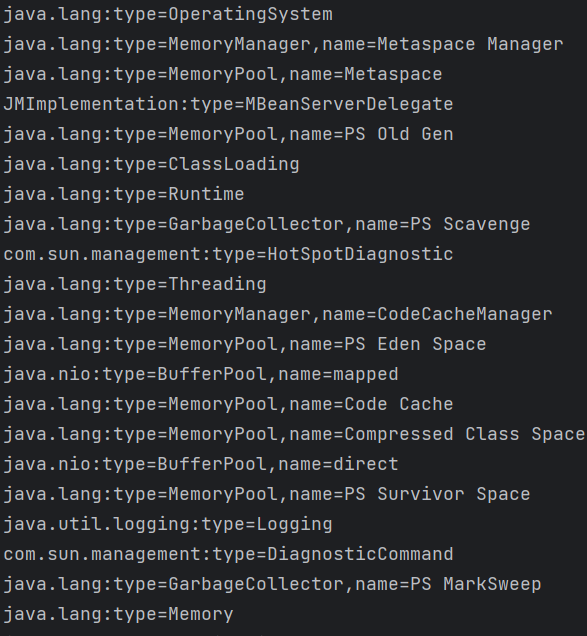 java.lang:type=OperatingSystem
java.lang:type=MemoryManager,name=Metaspace Manager
java.lang:type=MemoryPool,name=Metaspace
JMImplementation:type=MBeanServerDelegate
java.lang:type=MemoryPool,name=PS Old Gen
java.lang:type=ClassLoading
java.lang:type=Runtime
java.lang:type=GarbageCollector,name=PS Scavenge
com.sun.management:type=HotSpotDiagnostic
java.lang:type=Threading
java.lang:type=MemoryManager,name=CodeCacheManager
java.lang:type=MemoryPool,name=PS Eden Space
java.nio:type=BufferPool,name=mapped
java.lang:type=MemoryPool,name=Code Cache
java.lang:type=MemoryPool,name=Compressed Class Space
java.nio:type=BufferPool,name=direct
java.lang:type=MemoryPool,name=PS Survivor Space
java.util.logging:type=Logging
com.sun.management:type=DiagnosticCommand
java.lang:type=GarbageCollector,name=PS MarkSweep
java.lang:type=Memory